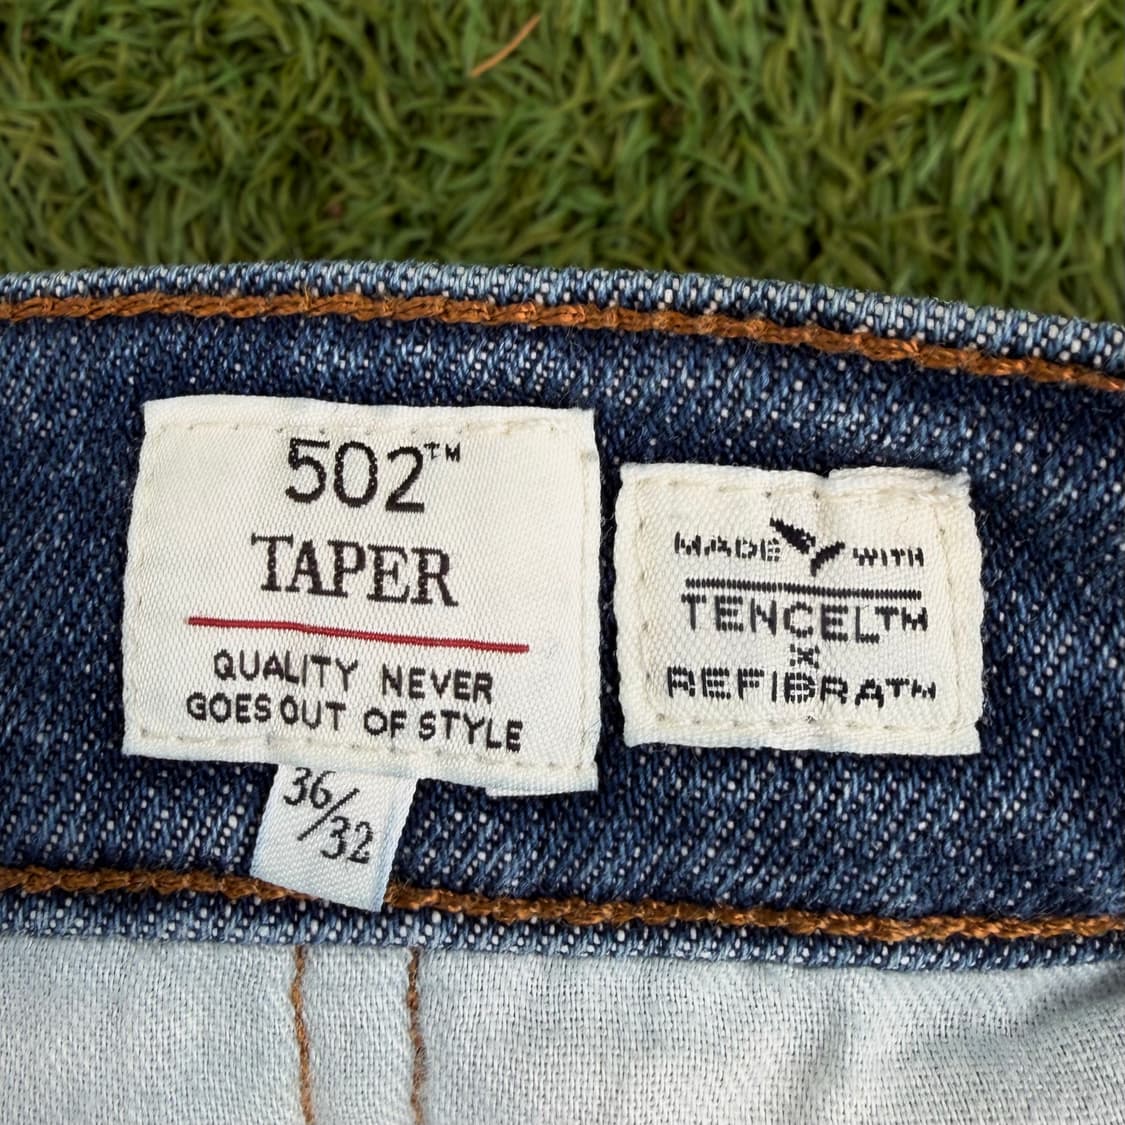 502™
TAPER
QUALITY NEVER
GOES OUT OF STYLE
36/32
MADE WITH
TENCEL™
X
REFIBRA™